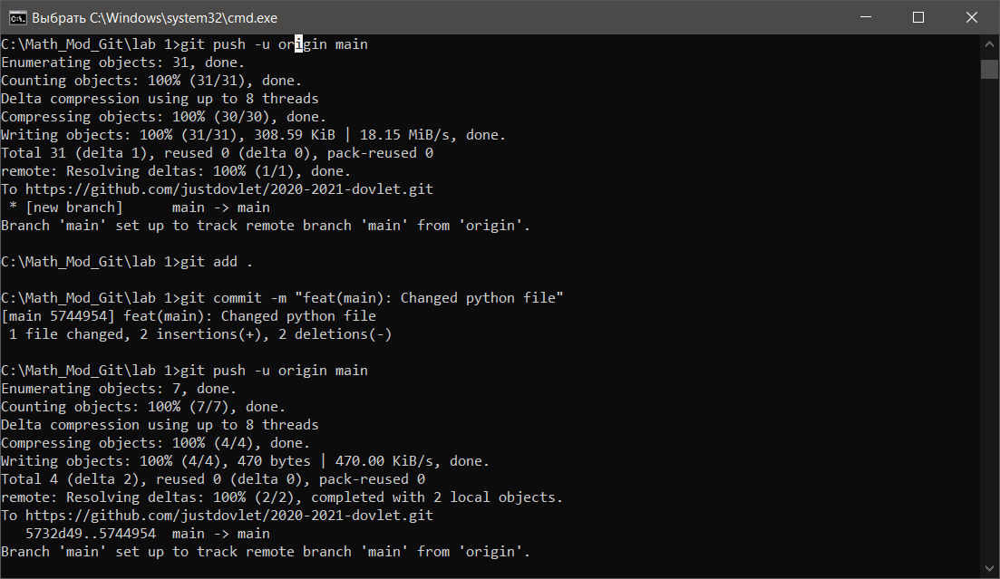 Выбрать C:\Windows\system32\cmd.exe
C:\Math_Mod_Git\lab 1>git push -u origin main
Enumerating objects: 31, done.
Counting objects: 100% (31/31), done.
Delta compression using up to 8 threads
Compressing objects: 100% (30/30), done.
Writing objects: 100% (31/31), 308.59 KiB | 18.15 MiB/s, done.
Total 31 (delta 1), reused 0 (delta 0), pack-reused 0
remote: Resolving deltas: 100% (1/1), done.
To https://github.com/justdovlet/2020-2021-dovlet.git
 * [new branch]      main -> main
Branch 'main' set up to track remote branch 'main' from 'origin'.
C:\Math_Mod_Git\lab 1>git add .
C:\Math_Mod_Git\lab 1>git commit -m "feat(main): Changed python file"
[main 5744954] feat(main): Changed python file
 1 file changed, 2 insertions(+), 2 deletions(-)
C:\Math_Mod_Git\lab 1>git push -u origin main
Enumerating objects: 7, done.
Counting objects: 100% (7/7), done.
Delta compression using up to 8 threads
Compressing objects: 100% (4/4), done.
Writing objects: 100% (4/4), 470 bytes | 470.00 KiB/s, done.
Total 4 (delta 2), reused 0 (delta 0), pack-reused 0
remote: Resolving deltas: 100% (2/2), completed with 2 local objects.
To https://github.com/justdovlet/2020-2021-dovlet.git
   5732d49..5744954  main -> main
Branch 'main' set up to track remote branch 'main' from 'origin'.